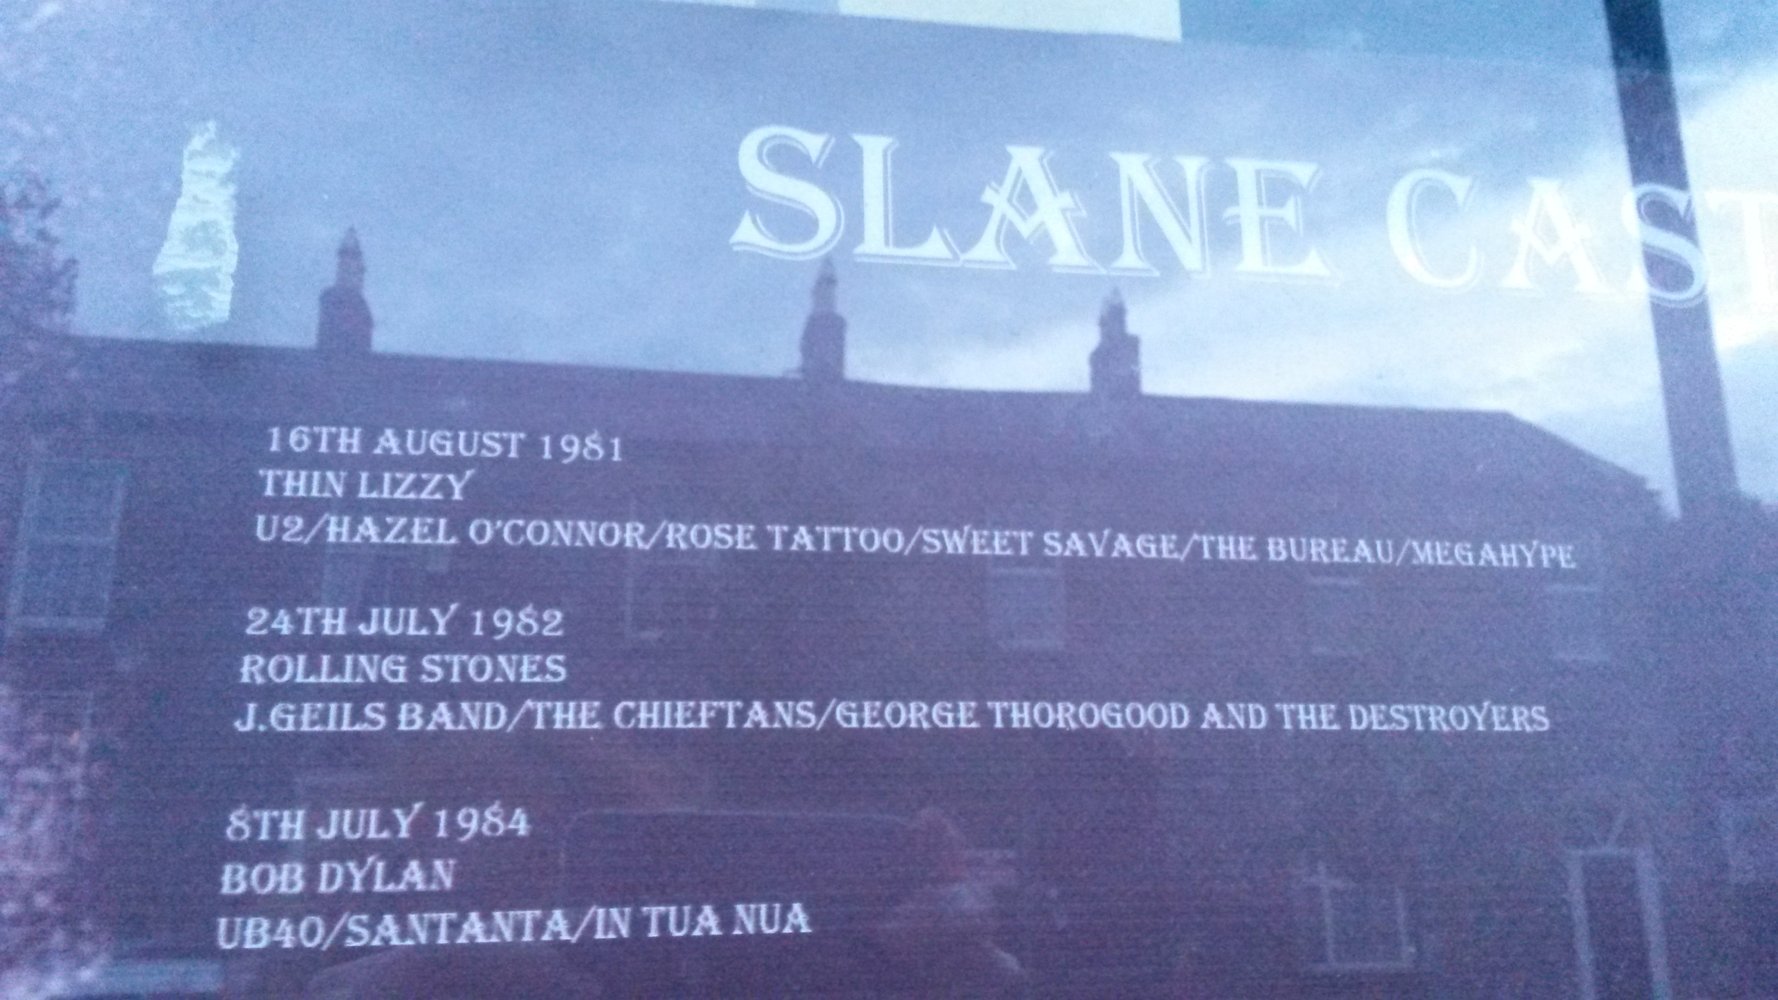 SLANE CAST
16TH AUGUST 1981
THIN LIZZY
U2/HAZEL O'CONNOR/ROSE TATTOO/SWEET SAVAGE/THE BUREAU/MEGAHYPE
24TH JULY 1982
ROLLING STONES
J.GEILS BAND/THE CHIEFTANS/GEORGE THOROGOOD AND THE DESTROYERS
8TH JULY 1984
BOB DYLAN
UB40/SANTANTA/IN TUA NUA